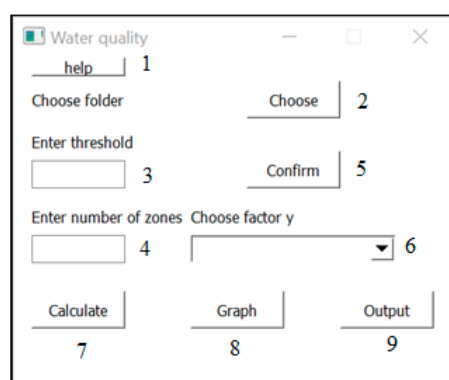 Water quality
help 1
Choose folder Choose 2
Enter threshold
3 Confirm 5
Enter number of zones Choose factor y
4 6
Calculate Graph Output
7 8 9